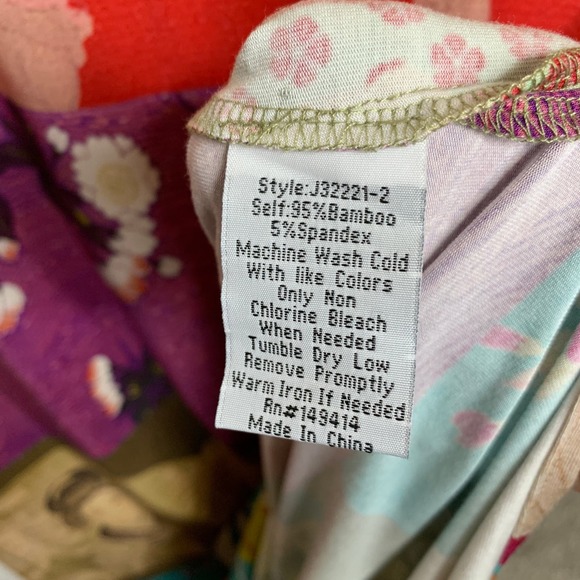 Style:J32221-2
Self:95%Bamboo
5%Spandex
Machine Wash Cold
With like Colors
Only Non
Chlorine Bleach
When Needed
Tumble Dry Low
Remove Promptly
Warm Iron If Needed
Rn#149414
Made In China